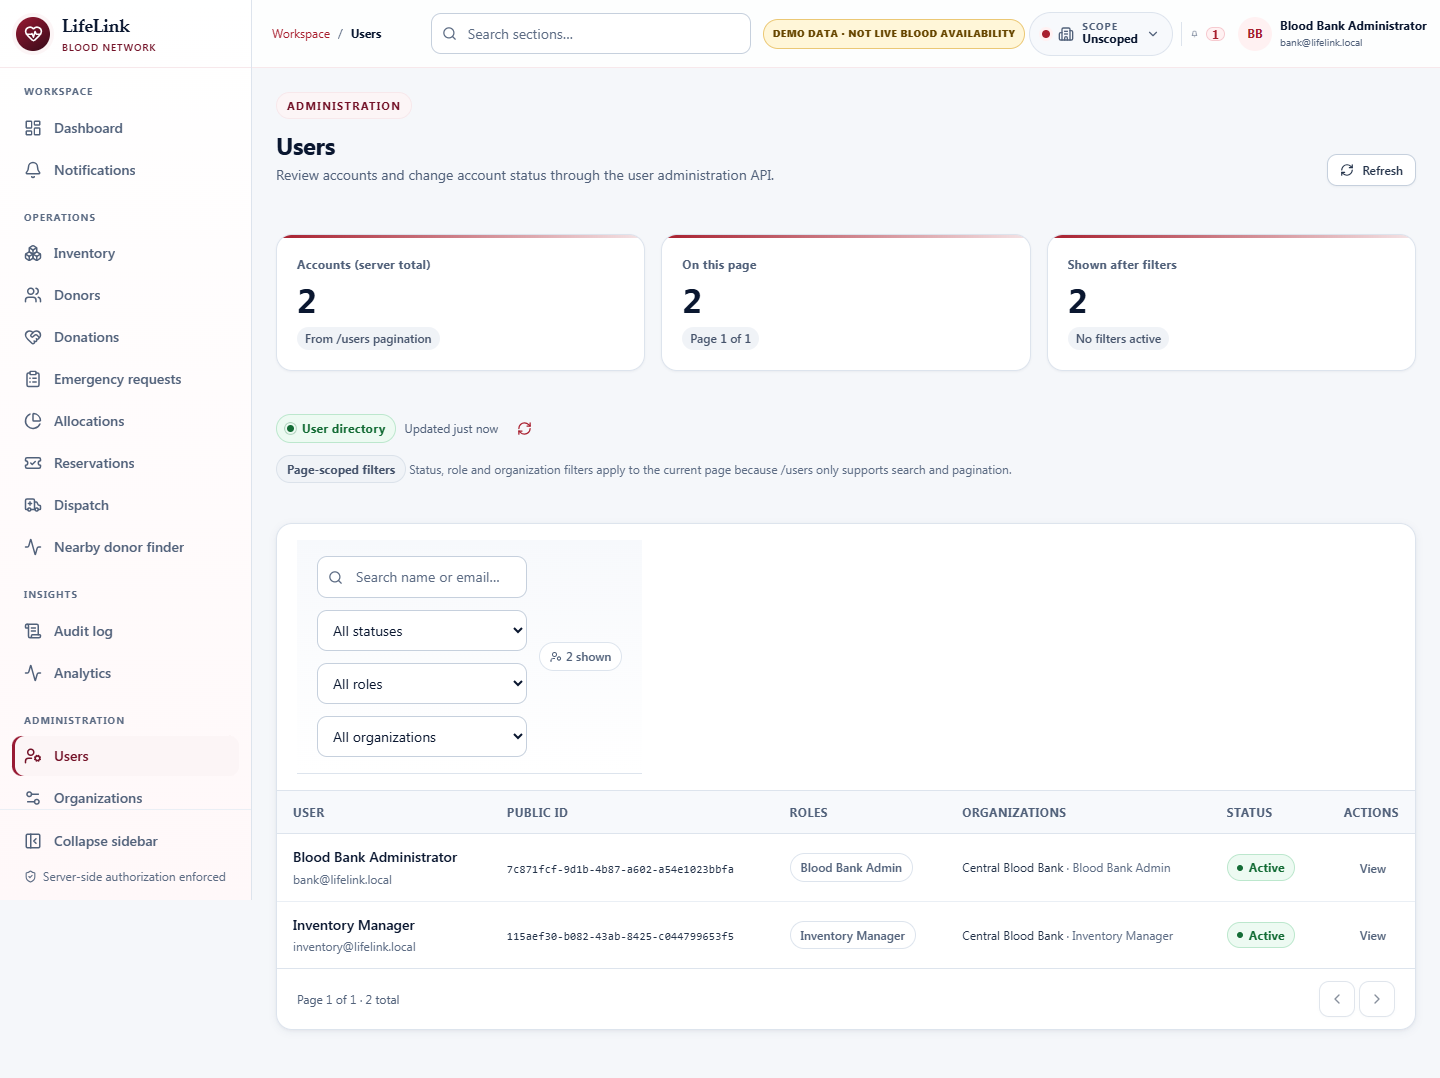 LifeLink
BLOOD NETWORK
WORKSPACE
Dashboard
Notifications
OPERATIONS
Inventory
Donors
Donations
Emergency requests
Allocations
Reservations
Dispatch
Nearby donor finder
INSIGHTS
Audit log
Analytics
ADMINISTRATION
Users
Organizations
Collapse sidebar
Server-side authorization enforced
Workspace / Users
Search sections...
DEMO DATA · NOT LIVE BLOOD AVAILABILITY
SCOPE
Unscoped
1
BB
Blood Bank Administrator
bank@lifelink.local
ADMINISTRATION
Users
Review accounts and change account status through the user administration API.
Refresh
Accounts (server total)
2
From /users pagination
On this page
2
Page 1 of 1
Shown after filters
2
No filters active
User directory Updated just now
Page-scoped filters Status, role and organization filters apply to the current page because /users only supports search and pagination.
Search name or email...
All statuses
All roles
All organizations
2 shown
USER PUBLIC ID ROLES ORGANIZATIONS STATUS ACTIONS
Blood Bank Administrator
bank@lifelink.local
7c871fcf-9d1b-4b87-a602-a54e1023bbfa
Blood Bank Admin
Central Blood Bank · Blood Bank Admin
Active
View
Inventory Manager
inventory@lifelink.local
115aef30-b082-43ab-8425-c044799653f5
Inventory Manager
Central Blood Bank · Inventory Manager
Active
View
Page 1 of 1 · 2 total